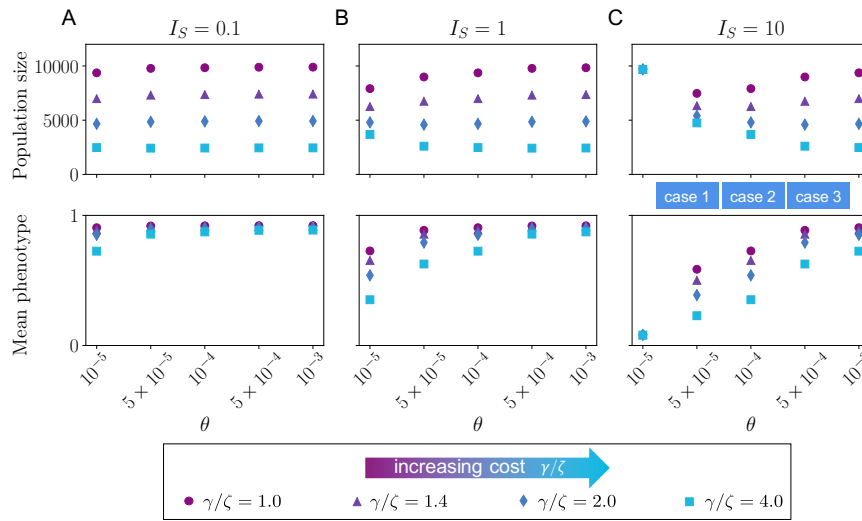 A
I_S = 0.1
B
I_S = 1
C
I_S = 10
Population size
10000
5000
0
case 1
case 2
case 3
Mean phenotype
1
0
10^{-5}
5 × 10^{-5}
10^{-4}
5 × 10^{-4}
10^{-3}
10^{-5}
5 × 10^{-5}
10^{-4}
5 × 10^{-4}
10^{-3}
10^{-5}
5 × 10^{-5}
10^{-4}
5 × 10^{-4}
θ
θ
θ
increasing cost γ/ζ
γ/ζ = 1.0
γ/ζ = 1.4
γ/ζ = 2.0
γ/ζ = 4.0